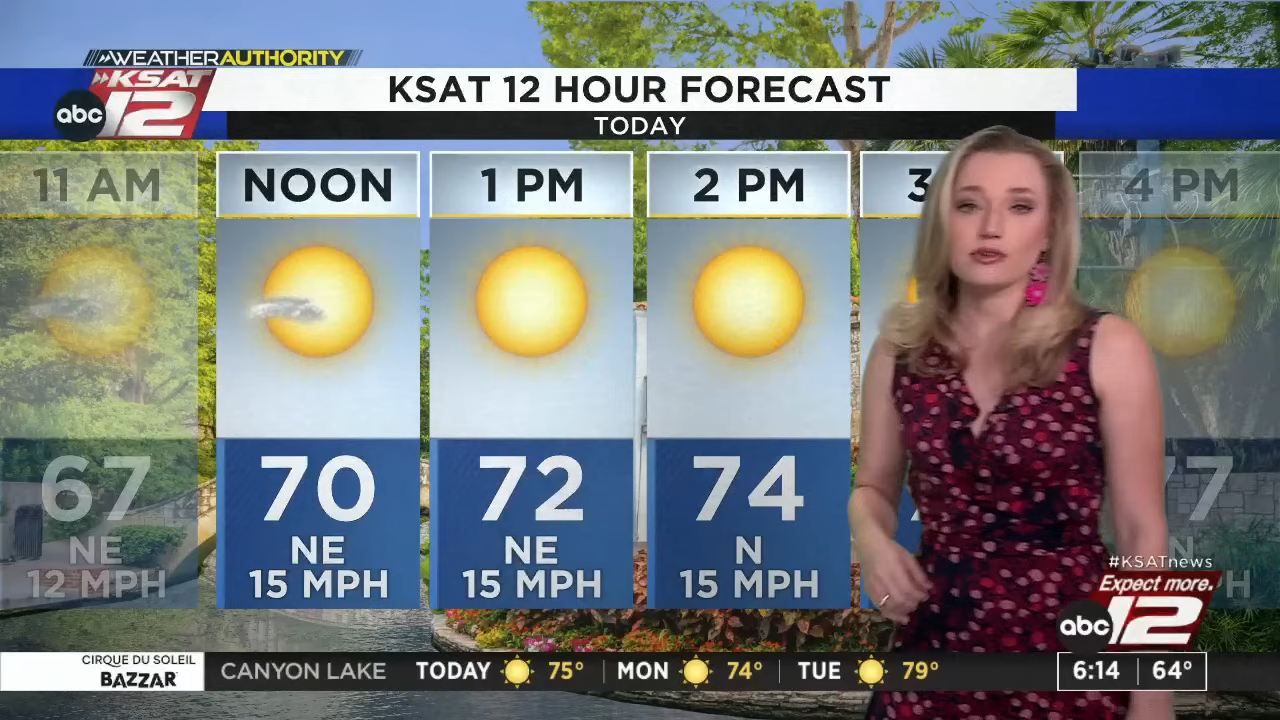 WEATHERAUTHORITY
KSAT
abc 12
KSAT 12 HOUR FORECAST
TODAY
11 AM
NOON
1 PM
2 PM
3
4 PM
67
70
72
74
77
NE
NE
NE
N
N
12 MPH
15 MPH
15 MPH
15 MPH
#KSATnews
Expect more.
abc 12
CIRQUE DU SOLEIL
BAZZAR
CANYON LAKE TODAY 75° MON 74° TUE 79°
6:14 64°